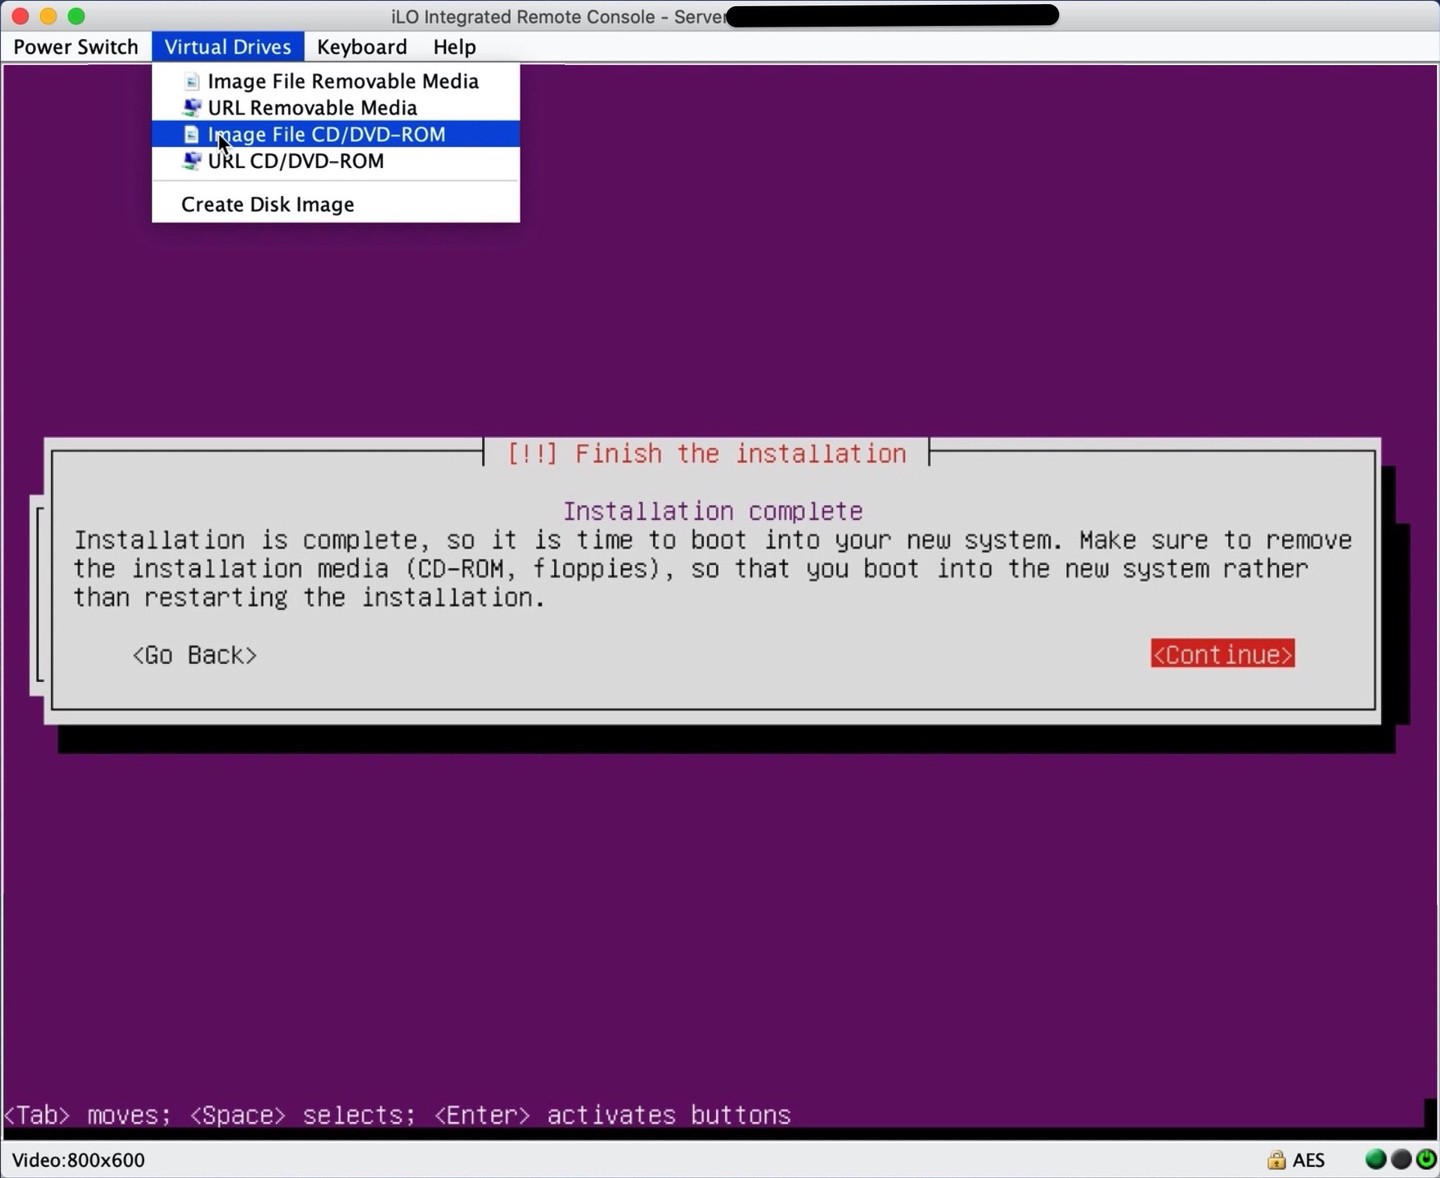 iLO Integrated Remote Console - Server
Power Switch Virtual Drives Keyboard Help
Image File Removable Media
URL Removable Media
Image File CD/DVD-ROM
URL CD/DVD-ROM
Create Disk Image
[!!] Finish the installation
Installation complete
Installation is complete, so it is time to boot into your new system. Make sure to remove
the installation media (CD-ROM, floppies), so that you boot into the new system rather
than restarting the installation.
<Go Back> <Continue>
<Tab> moves; <Space> selects; <Enter> activates buttons
Video:800x600 AES